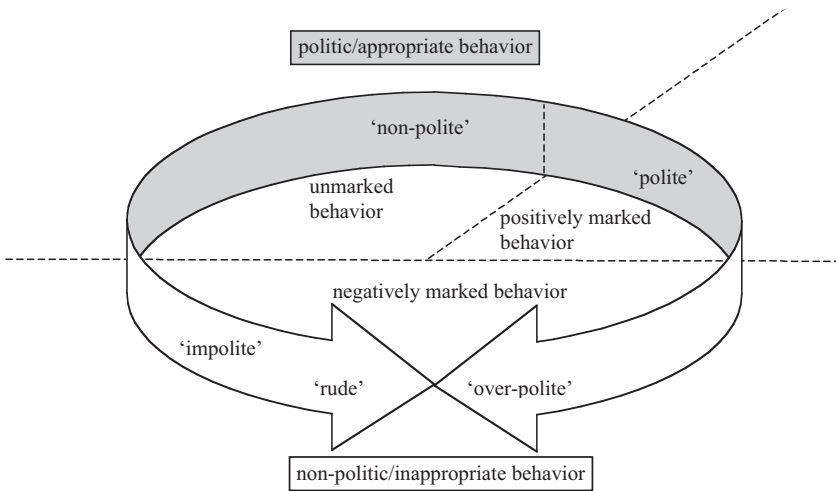 politic/appropriate behavior
‘non-polite’
‘polite’
unmarked
behavior
positively marked
behavior
negatively marked behavior
‘impolite’
‘rude’
‘over-polite’
non-politic/inappropriate behavior